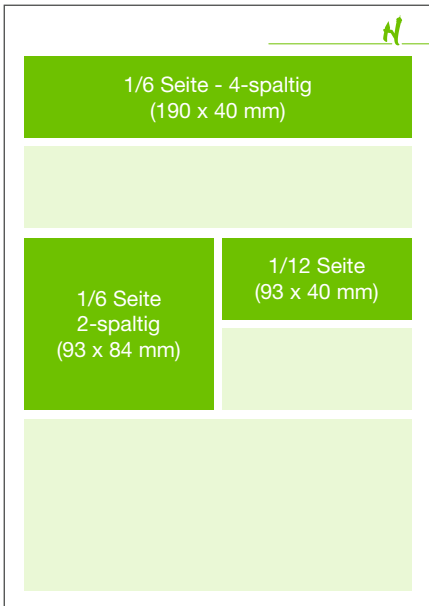 N
1/6 Seite - 4-spaltig
(190 x 40 mm)
1/6 Seite
2-spaltig
(93 x 84 mm)
1/12 Seite
(93 x 40 mm)